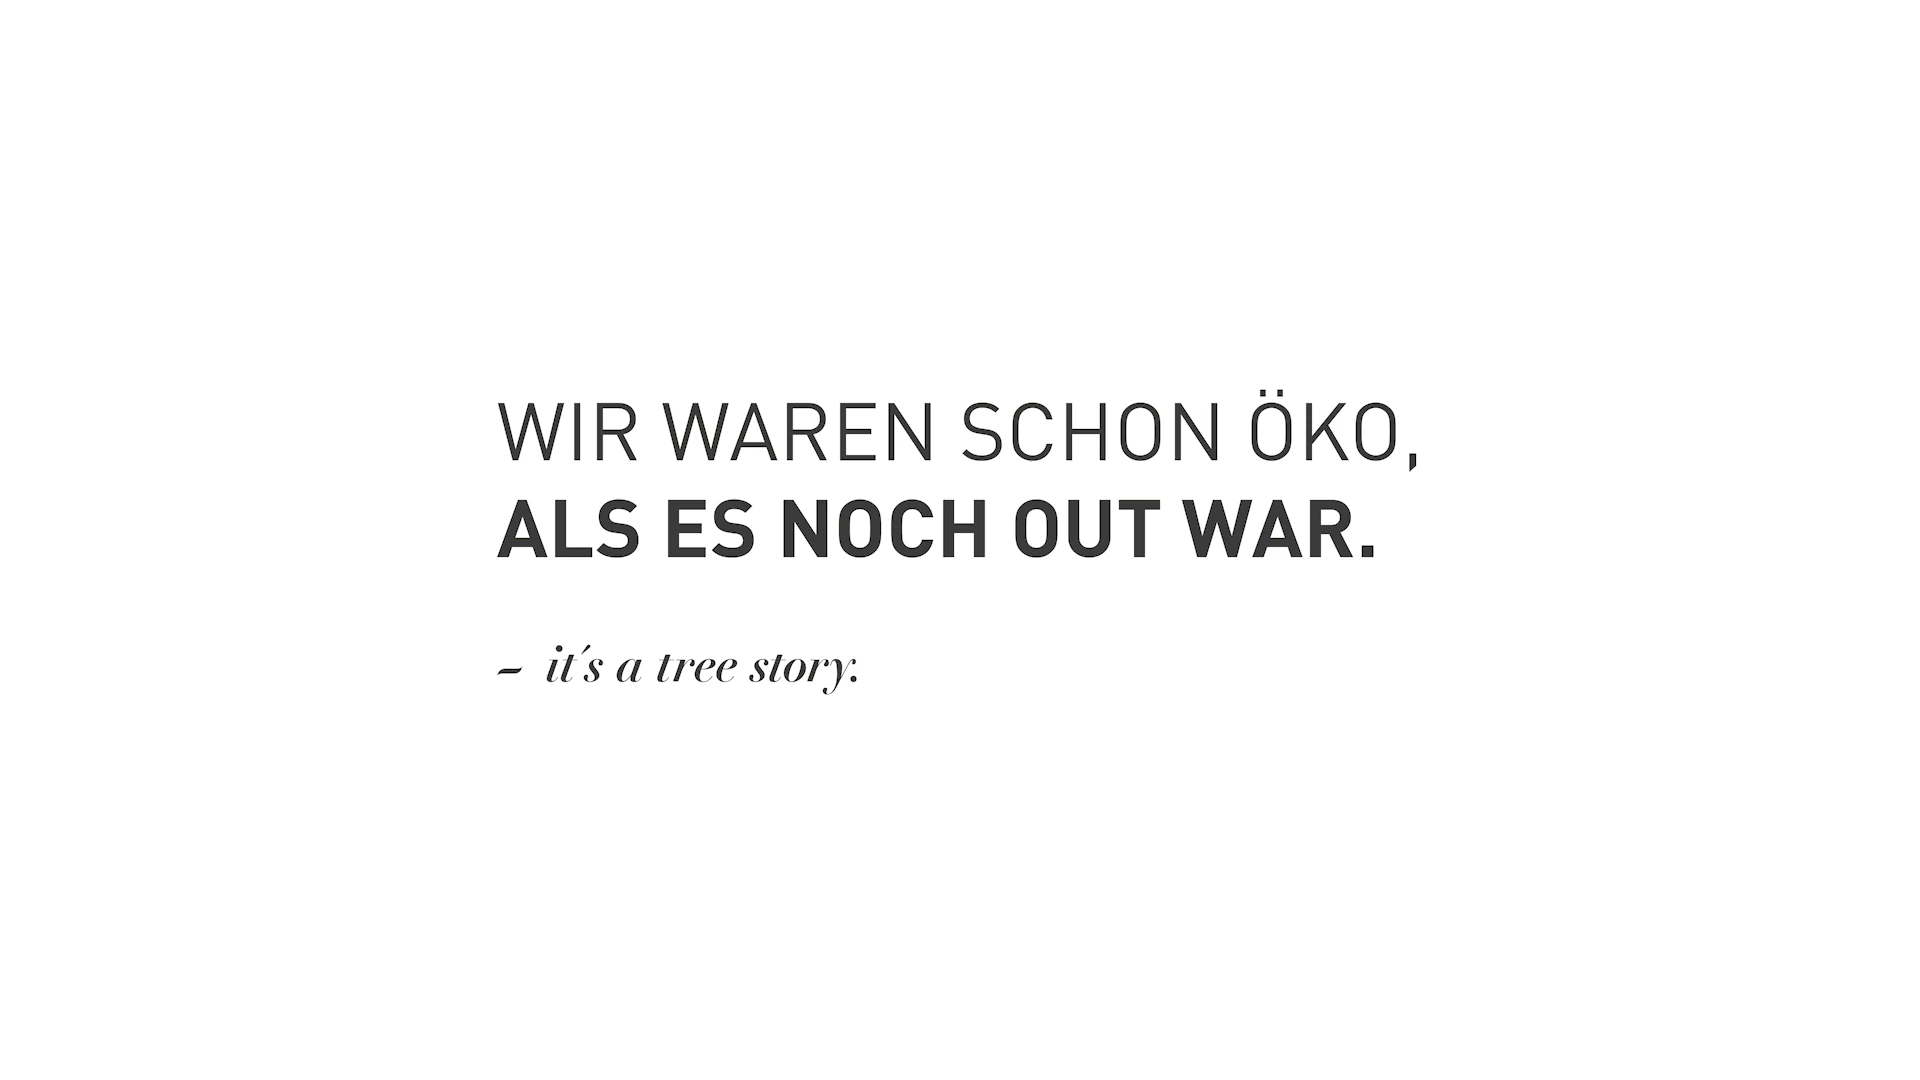 WIR WAREN SCHON ÖKO,
ALS ES NOCH OUT WAR.
– it´s a tree story.